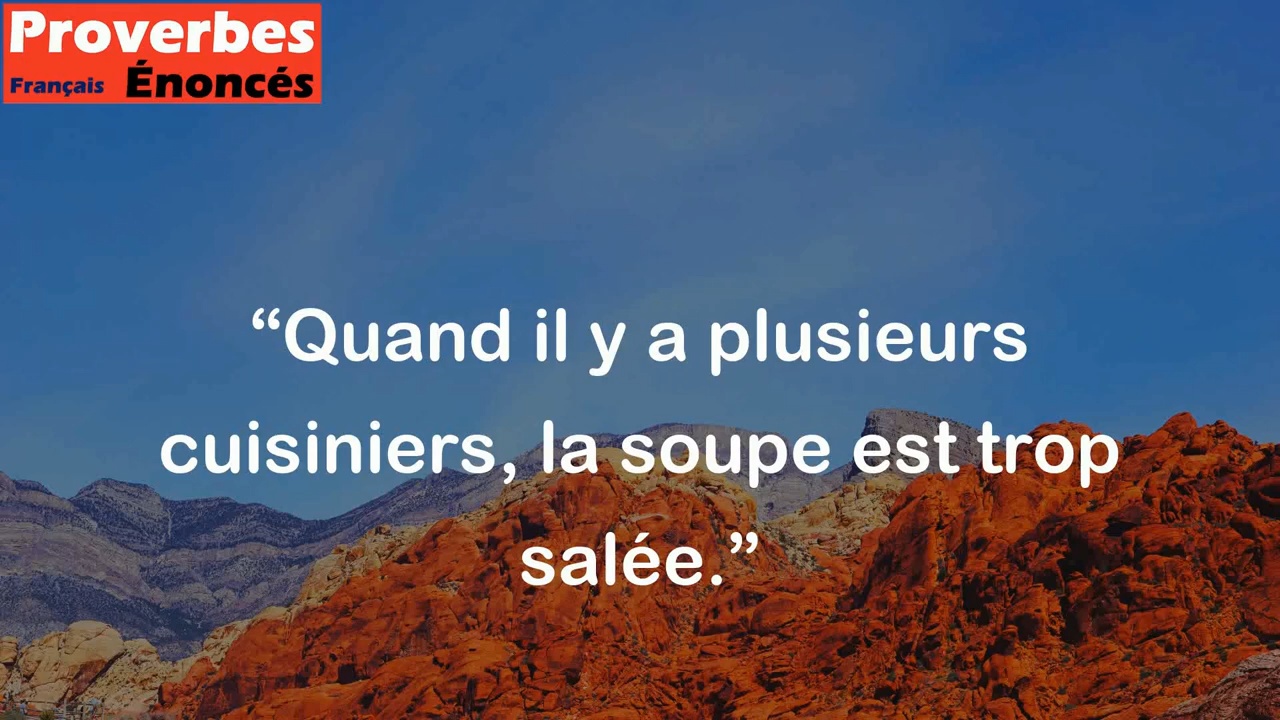 Proverbes
Français Énoncés
“Quand il y a plusieurs
cuisiniers, la soupe est trop
salée.”